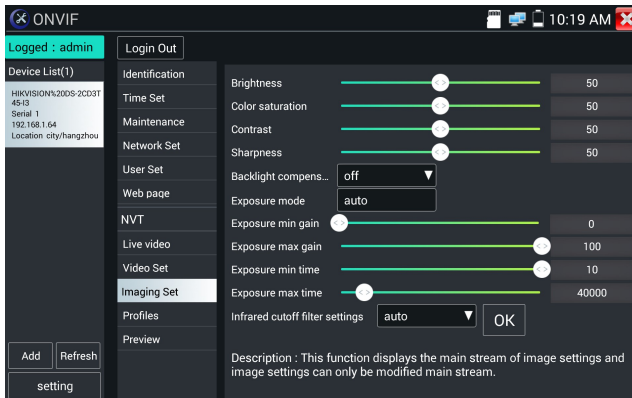 ONVIF
10:19 AM
Logged : admin
Login Out
Device List(1)
HIKVISION%20DS-2CD3T
45-I3
Serial 1
192.168.1.64
Location city/hangzhou
Identification
Time Set
Maintenance
Network Set
User Set
Web page
NVT
Live video
Video Set
Imaging Set
Profiles
Preview
Brightness 50
Color saturation 50
Contrast 50
Sharpness 50
Backlight compens... off
Exposure mode auto
Exposure min gain 0
Exposure max gain 100
Exposure min time 10
Exposure max time 40000
Infrared cutoff filter settings auto OK
Description : This function displays the main stream of image settings and
image settings can only be modified main stream.
Add Refresh
setting